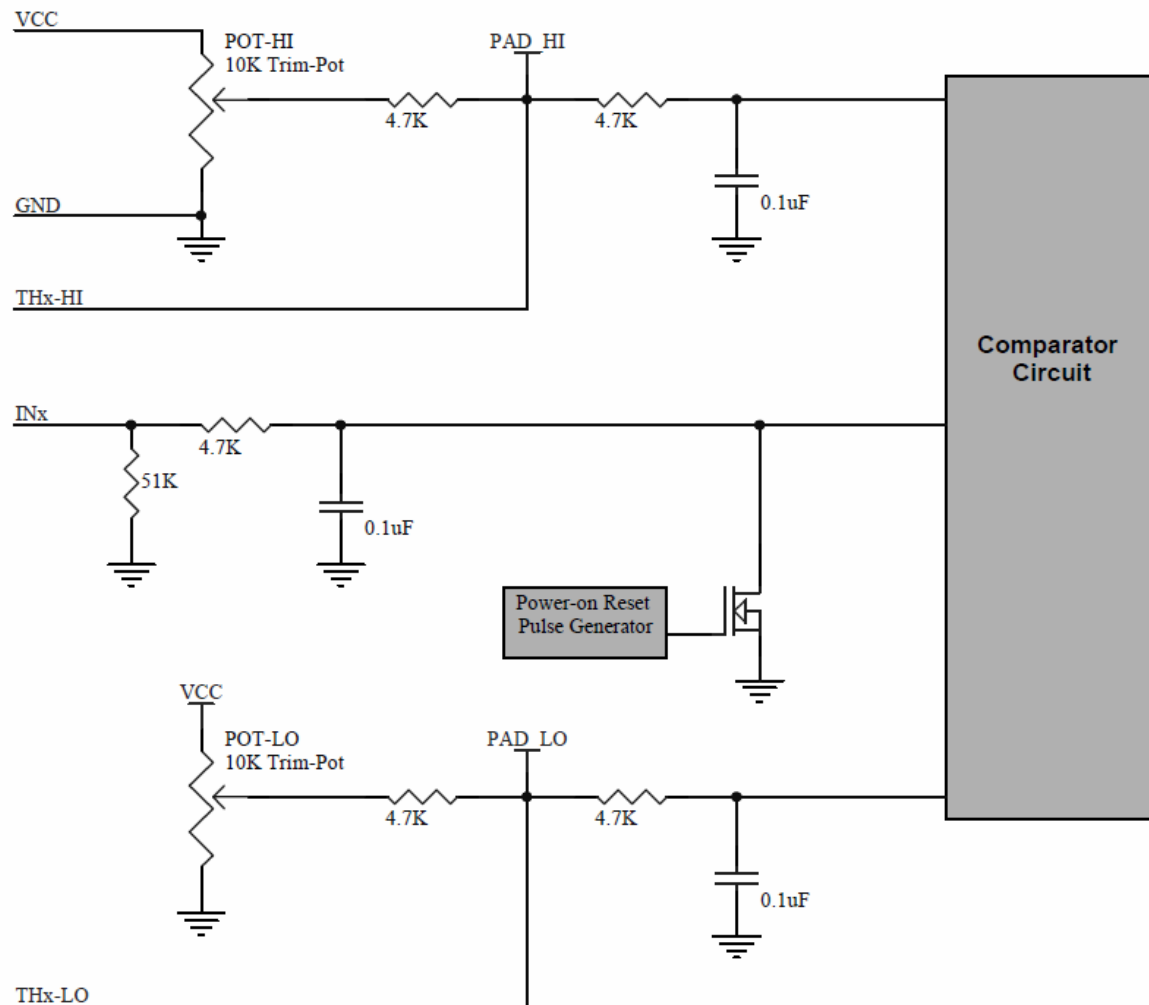 VCC
POT-HI
10K Trim-Pot
PAD_HI
4.7K
4.7K
0.1uF
GND
THx-HI
Comparator
Circuit
INx
4.7K
51K
0.1uF
Power-on Reset
Pulse Generator
VCC
POT-LO
10K Trim-Pot
PAD_LO
4.7K
4.7K
0.1uF
THx-LO